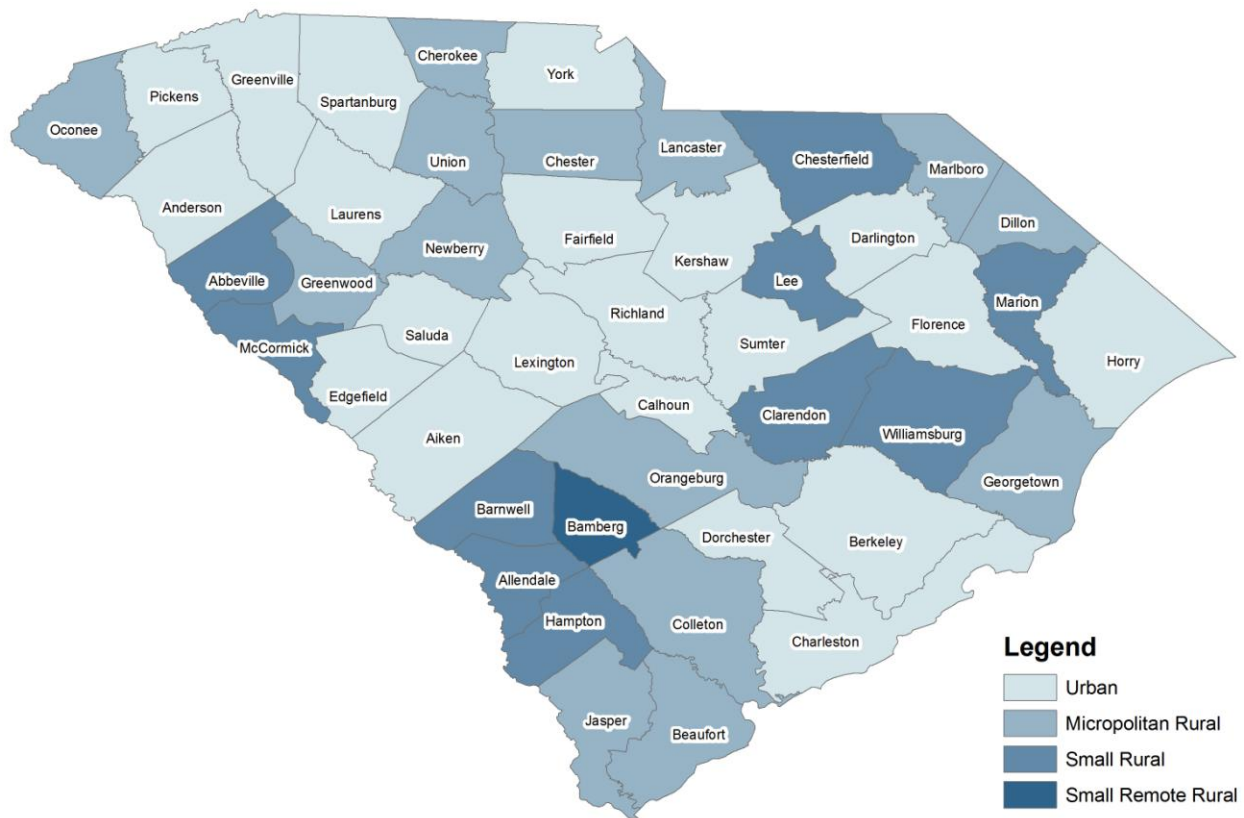 Cherokee
York
Greenville
Pickens
Spartanburg
Oconee
Union
Chester
Lancaster
Chesterfield
Marlboro
Anderson
Laurens
Dillon
Newberry
Fairfield
Darlington
Kershaw
Abbeville
Greenwood
Lee
Marion
Richland
Florence
Saluda
Sumter
McCormick
Lexington
Horry
Edgefield
Calhoun
Clarendon
Aiken
Williamsburg
Orangeburg
Georgetown
Barnwell
Bamberg
Dorchester
Berkeley
Allendale
Hampton
Colleton
Charleston
Jasper
Beaufort
Legend
Urban
Micropolitan Rural
Small Rural
Small Remote Rural